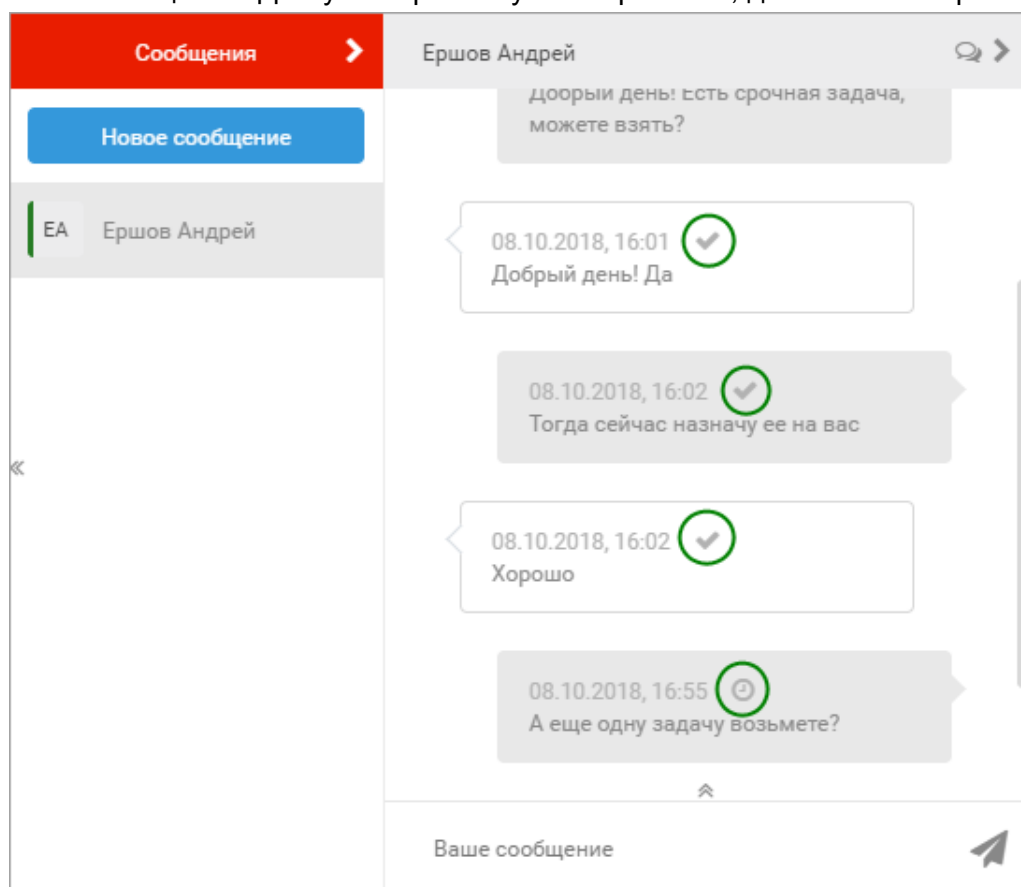 Сообщения
Ершов Андрей
Новое сообщение
Добрый день! Есть срочная задача,
можете взять?
ЕА Ершов Андрей
08.10.2018, 16:01
Добрый день! Да
08.10.2018, 16:02
Тогда сейчас назначу ее на вас
08.10.2018, 16:02
Хорошо
08.10.2018, 16:55
А еще одну задачу возьмете?
Ваше сообщение